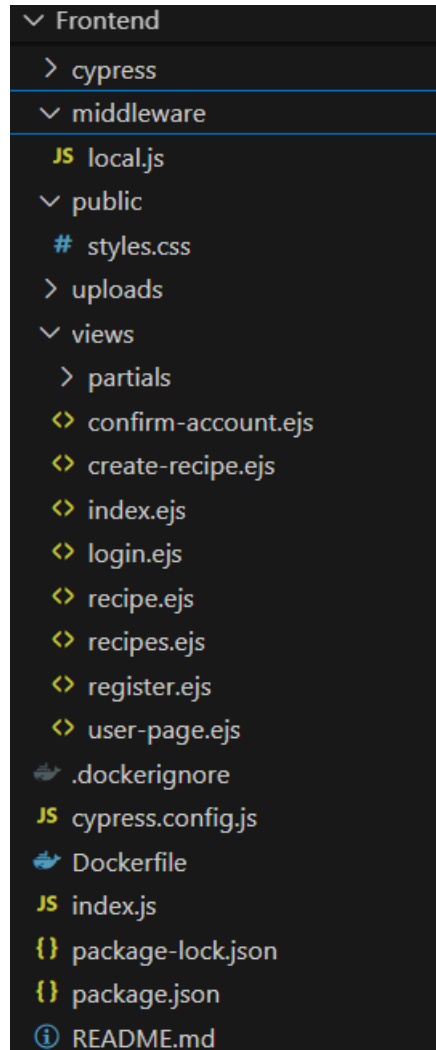 Frontend
cypress
middleware
JS local.js
public
# styles.css
uploads
views
partials
<> confirm-account.ejs
<> create-recipe.ejs
<> index.ejs
<> login.ejs
<> recipe.ejs
<> recipes.ejs
<> register.ejs
<> user-page.ejs
.dockerignore
JS cypress.config.js
Dockerfile
JS index.js
{} package-lock.json
{} package.json
README.md